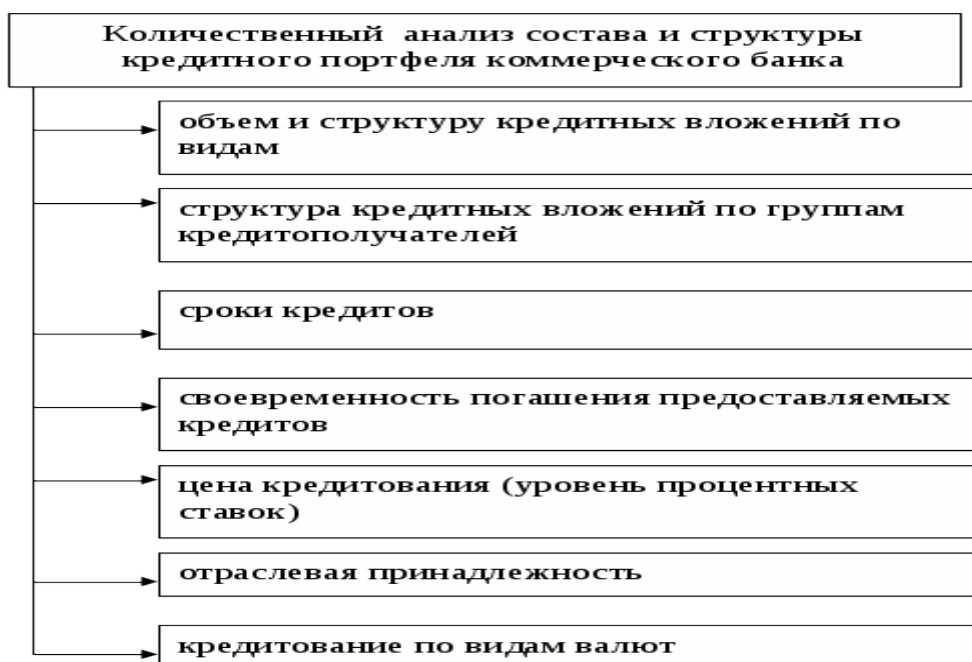 Количественный анализ состава и структуры
кредитного портфеля коммерческого банка
объем и структуру кредитных вложений по
видам
структура кредитных вложений по группам
кредитополучателей
сроки кредитов
своевременность погашения предоставляемых
кредитов
цена кредитования (уровень процентных
ставок)
отраслевая принадлежность
кредитование по видам валют